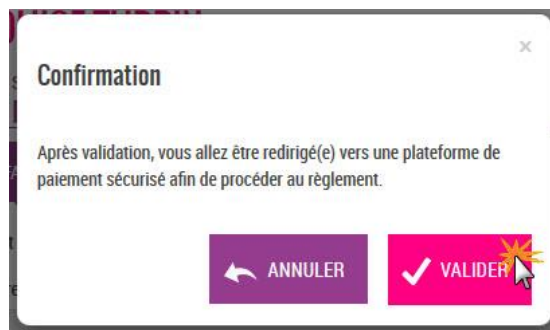 Confirmation
×
Après validation, vous allez être redirigé(e) vers une plateforme de
paiement sécurisé afin de procéder au règlement.
ANNULER
VALIDER